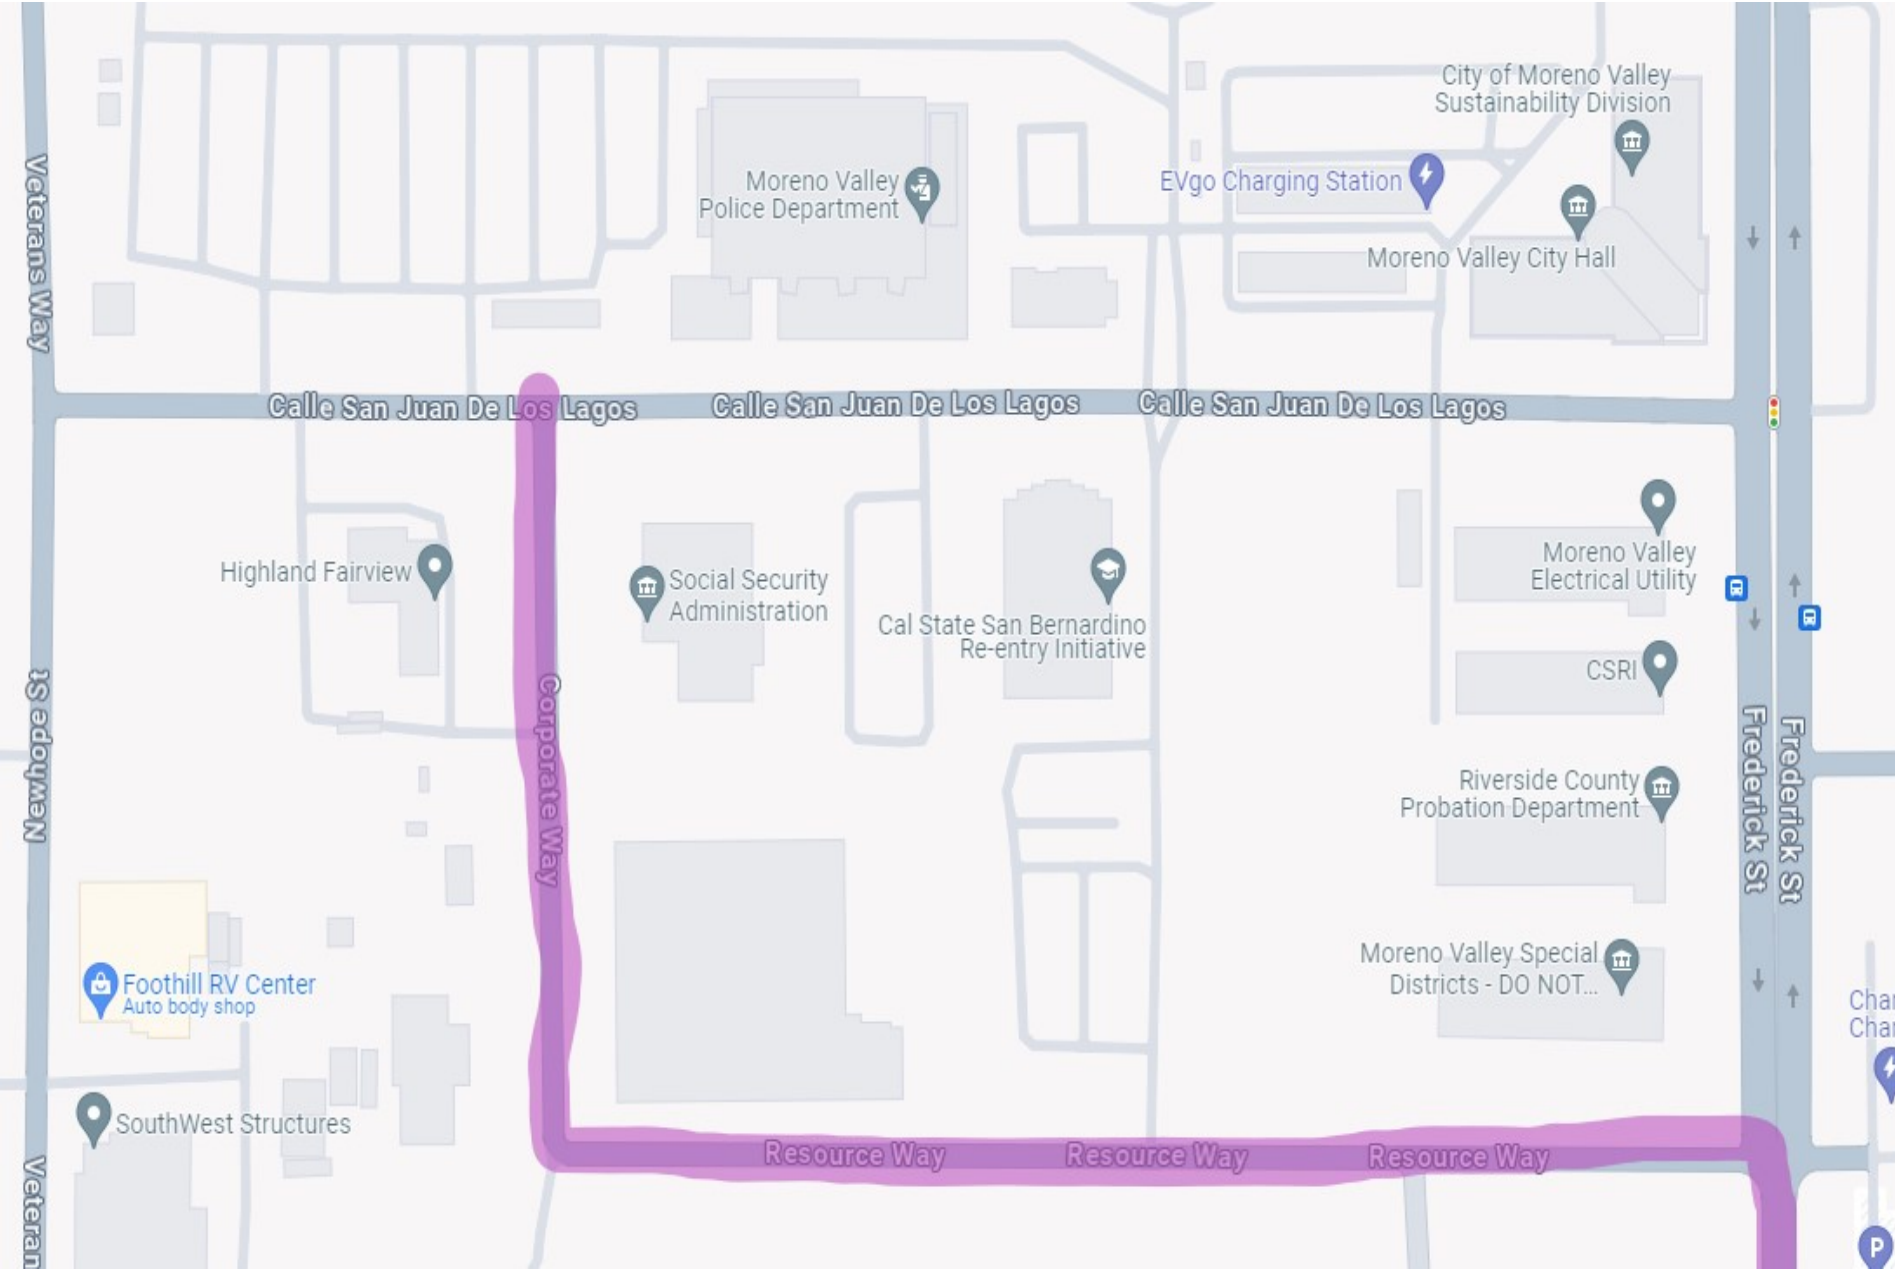 City of Moreno Valley
Sustainability Division
Moreno Valley
Police Department
EVgo Charging Station
Moreno Valley City Hall
Veterans Way
Calle San Juan De Los Lagos
Calle San Juan De Los Lagos
Calle San Juan De Los Lagos
Highland Fairview
Social Security
Administration
Cal State San Bernardino
Re-entry Initiative
Moreno Valley
Electrical Utility
CSRI
Newhope St
Corporate Way
Frederick St
Frederick St
Riverside County
Probation Department
Moreno Valley Special
Districts - DO NOT...
Foothill RV Center
Auto body shop
Char
Char
SouthWest Structures
Resource Way
Resource Way
Resource Way
Veteran
P